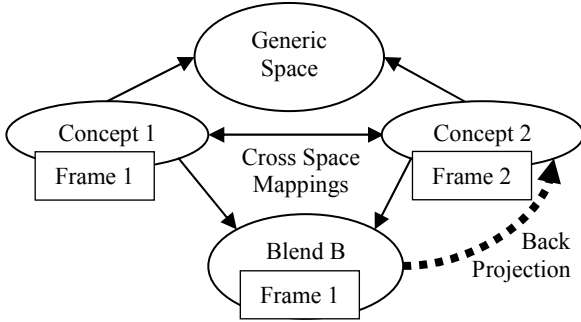 Generic
Space
Concept 1
Concept 2
Cross Space
Mappings
Frame 1
Frame 2
Back
Projection
Blend B
Frame 1